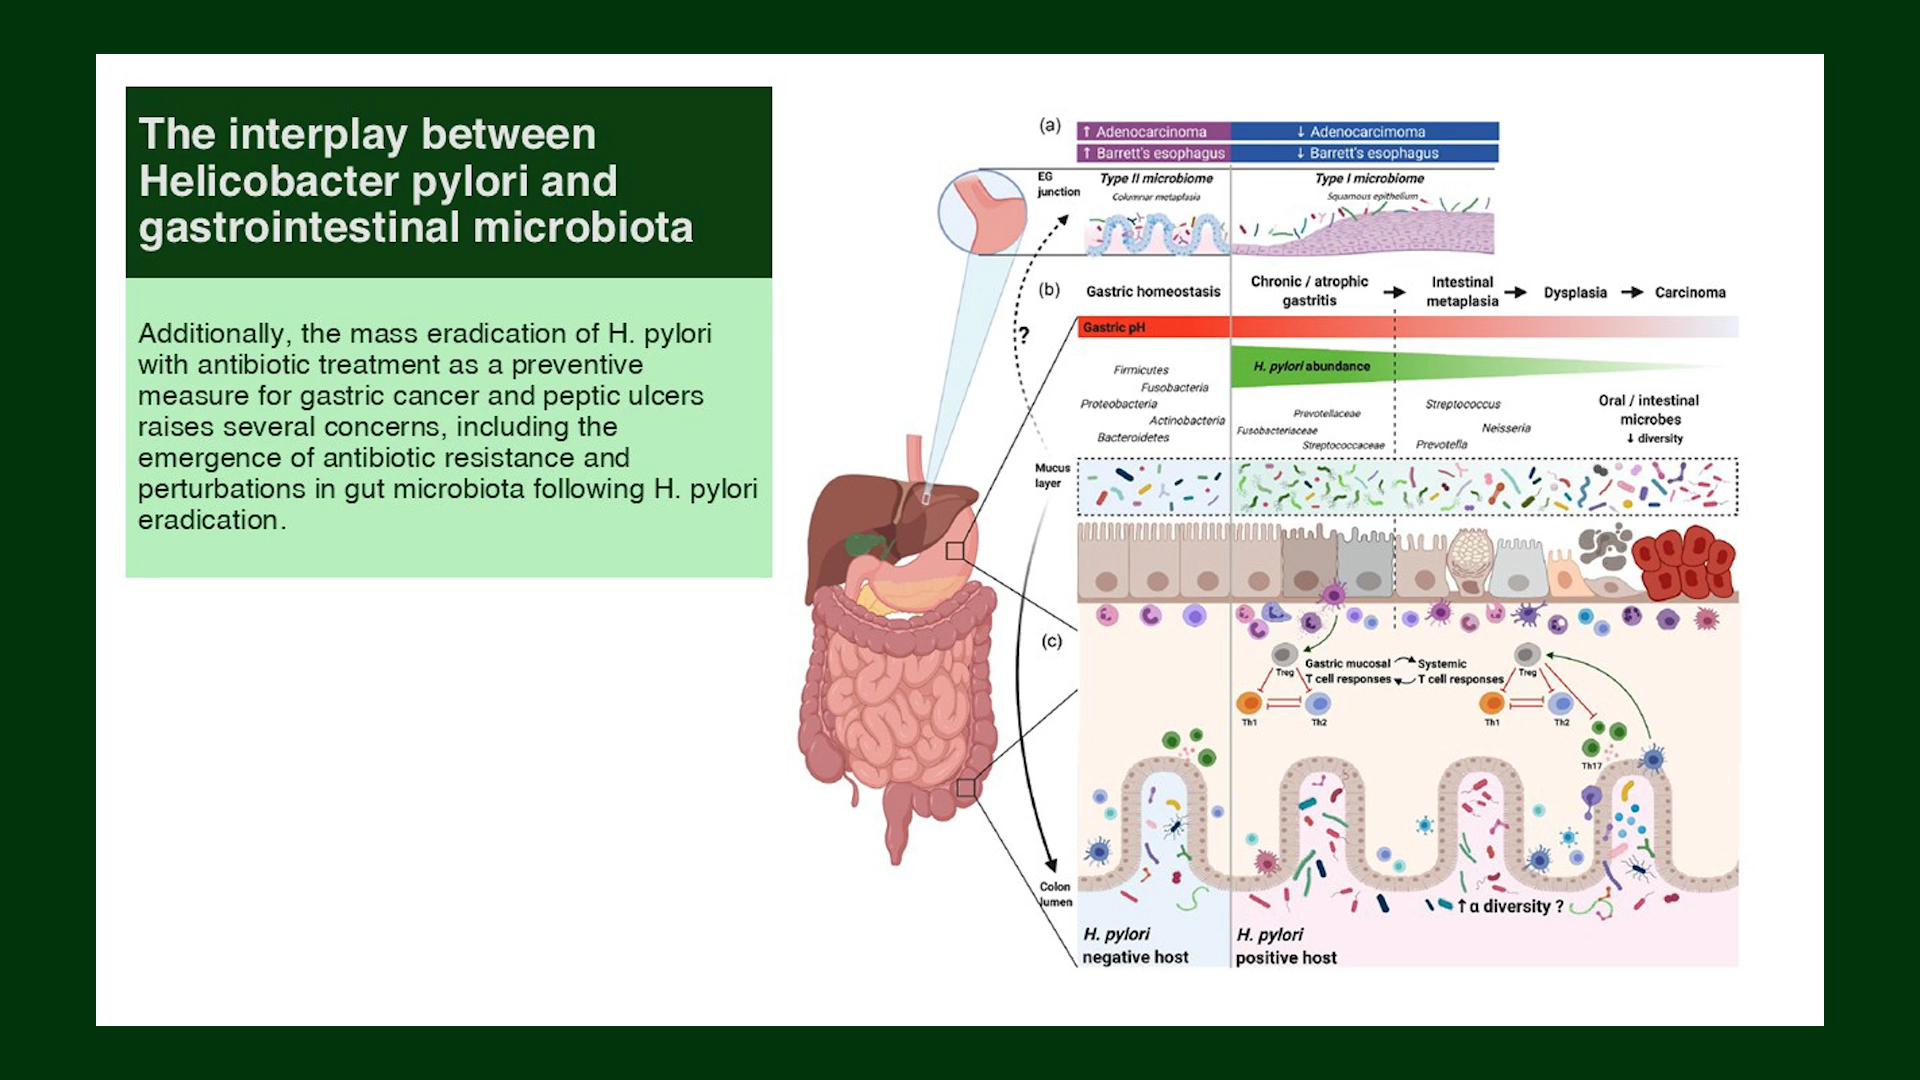 The interplay between
Helicobacter pylori and
gastrointestinal microbiota
Additionally, the mass eradication of H. pylori
with antibiotic treatment as a preventive
measure for gastric cancer and peptic ulcers
raises several concerns, including the
emergence of antibiotic resistance and
perturbations in gut microbiota following H. pylori
eradication.
(a)
↑ Adenocarcinoma
↓ Adenocarcimoma
↑ Barrett's esophagus
↓ Barrett's esophagus
EG
junction
Type II microbiome
Columnar metaplasia
Type I microbiome
Squamous epithelium
(b)
Gastric homeostasis
Chronic / atrophic
gastritis
Intestinal
metaplasia
Dysplasia
Carcinoma
?
Gastric pH
H. pylori abundance
Firmicutes
Fusobacteria
Proteobacteria
Actinobacteria
Bacteroidetes
Prevotellaceae
Fusobacteriaceae
Streptococcaceae
Streptococcus
Neisseria
Prevotella
Oral / intestinal
microbes
↓ diversity
Mucus
layer
(c)
Treg
Th1
Th2
Gastric mucosal
T cell responses
Systemic
T cell responses
Treg
Th1
Th2
Th17
Colon
lumen
↑ α diversity ?
H. pylori
negative host
H. pylori
positive host